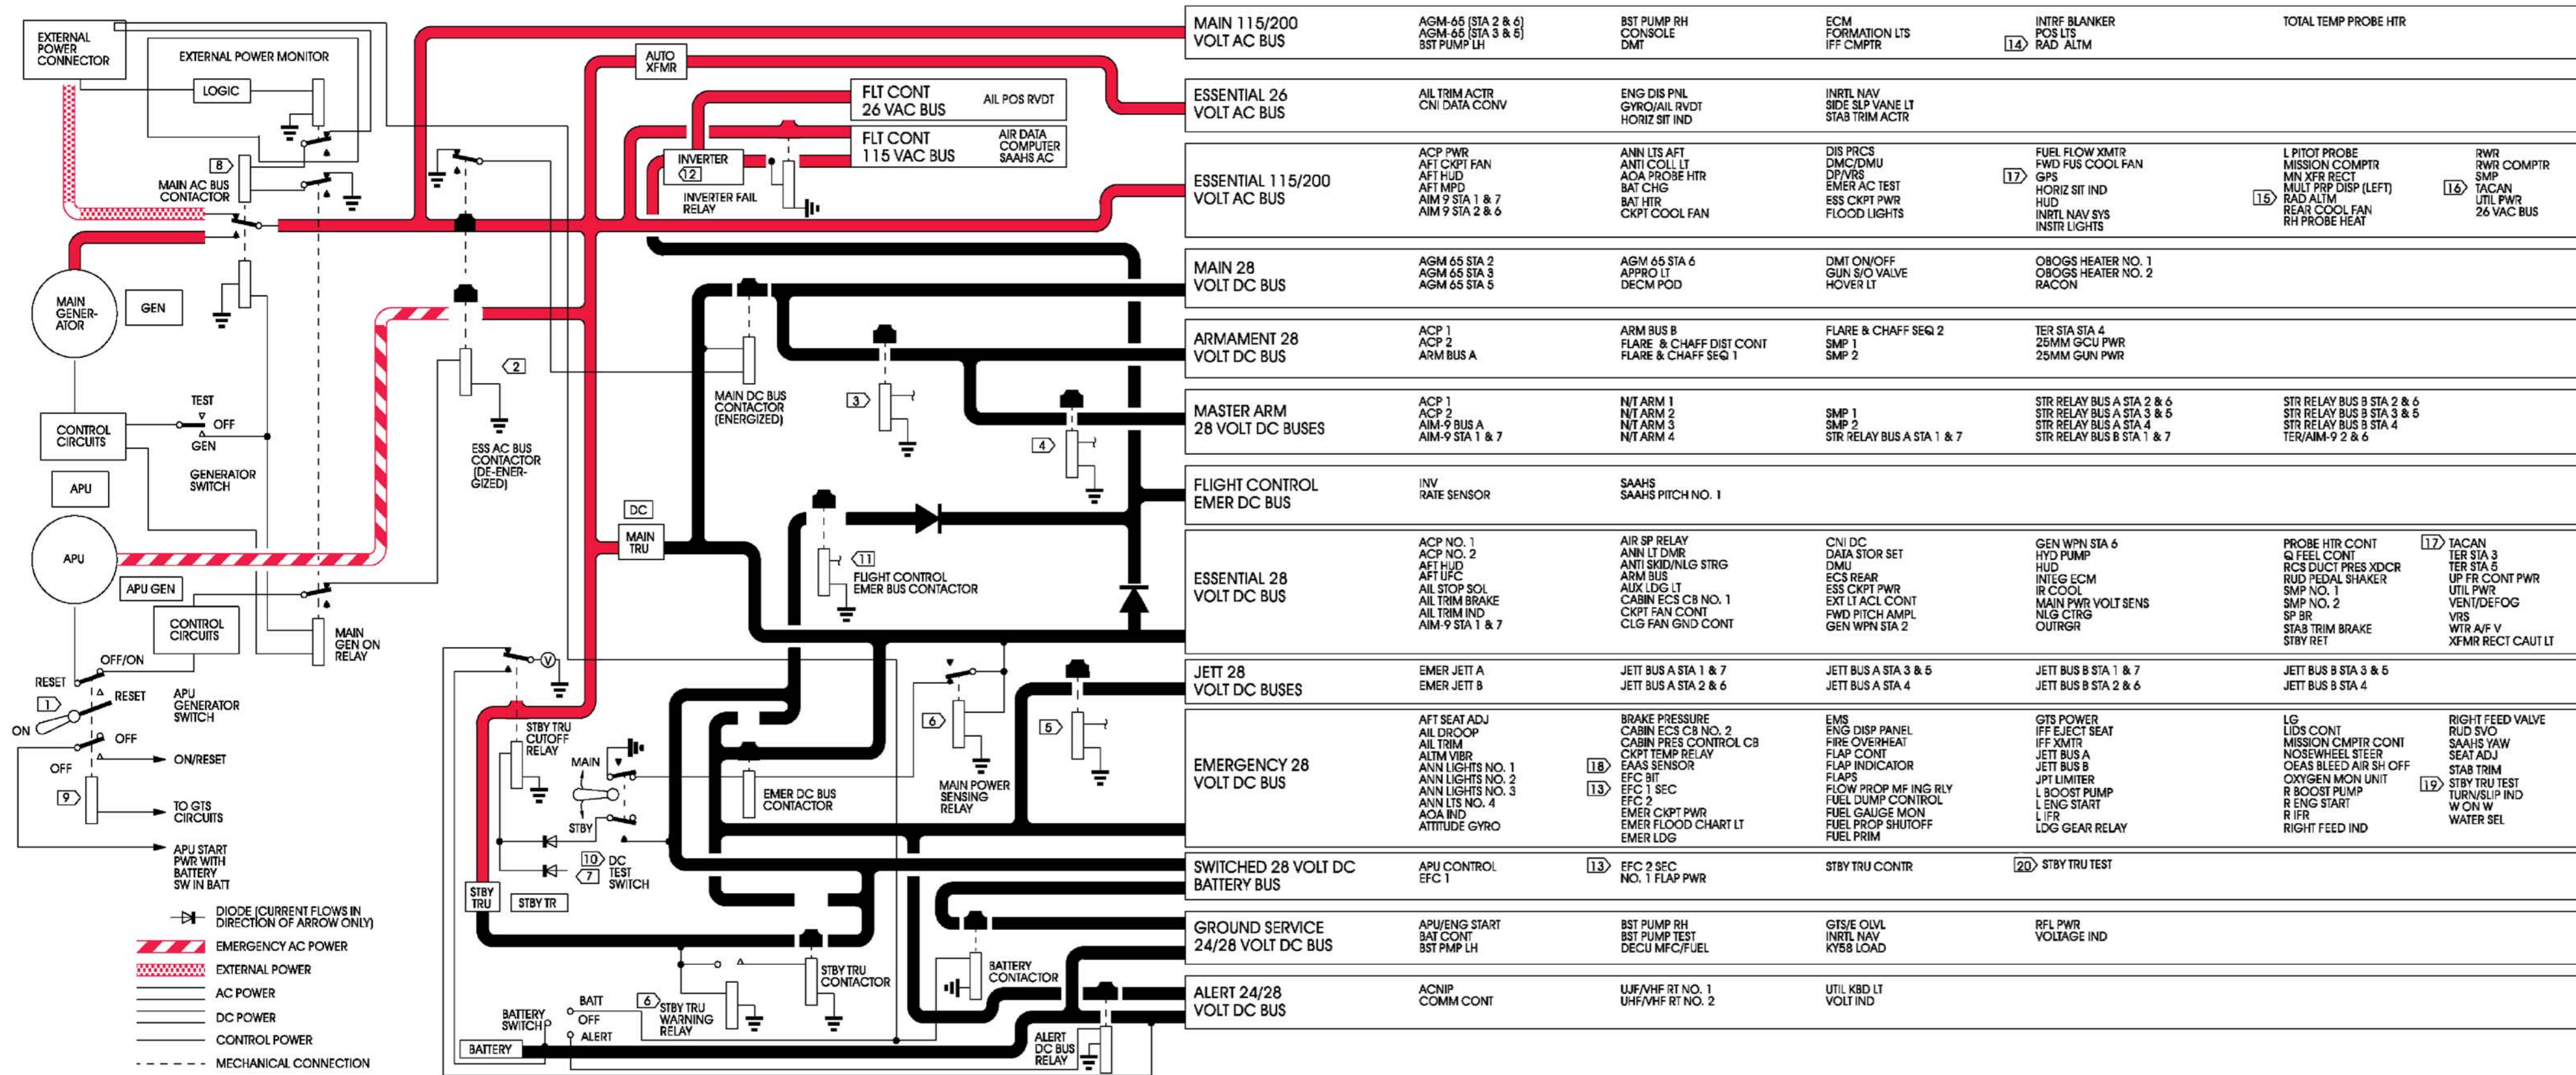 EXTERNAL
POWER
CONNECTOR
EXTERNAL POWER MONITOR
LOGIC
8
MAIN AC BUS
CONTACTOR
MAIN
GENER-
ATOR
GEN
TEST
OFF
GEN
CONTROL
CIRCUITS
GENERATOR
SWITCH
APU
APU
APU GEN
CONTROL
CIRCUITS
MAIN
GEN ON
RELAY
OFF/ON
RESET
RESET
1
ON
APU
GENERATOR
SWITCH
OFF
OFF
ON/RESET
9
TO GTS
CIRCUITS
APU START
PWR WITH
BATTERY
SW IN BATT
DIODE (CURRENT FLOWS IN
DIRECTION OF ARROW ONLY)
EMERGENCY AC POWER
EXTERNAL POWER
AC POWER
DC POWER
CONTROL POWER
MECHANICAL CONNECTION
AUTO
XFMR
INVERTER
12
INVERTER FAIL
RELAY
FLT CONT
26 VAC BUS
AIL POS RVDT
FLT CONT
115 VAC BUS
AIR DATA
COMPUTER
SAAHS AC
2
ESS AC BUS
CONTACTOR
(DE-ENER-
GIZED)
MAIN DC BUS
CONTACTOR
(ENERGIZED)
3
4
DC
MAIN
TRU
11
FLIGHT CONTROL
EMER BUS CONTACTOR
V
STBY TRU
CUTOFF
RELAY
MAIN
STBY
10
7
DC
TEST
SWITCH
EMER DC BUS
CONTACTOR
6
MAIN POWER
SENSING
RELAY
5
STBY
TRU
STBY TR
STBY TRU
CONTACTOR
BATTERY
CONTACTOR
6
STBY TRU
WARNING
RELAY
BATTERY
SWITCH
BATT
OFF
ALERT
BATTERY
ALERT
DC BUS
RELAY
MAIN 115/200
VOLT AC BUS
AGM-65 (STA 2 & 6)
AGM-65 (STA 3 & 5)
BST PUMP LH
BST PUMP RH
CONSOLE
DMT
ECM
FORMATION LTS
IFF CMPTR
INTRF BLANKER
POS LTS
14 RAD ALTM
TOTAL TEMP PROBE HTR
ESSENTIAL 26
VOLT AC BUS
AIL TRIM ACTR
CNI DATA CONV
ENG DIS PNL
GYRO/AIL RVDT
HORIZ SIT IND
INRTL NAV
SIDE SLP VANE LT
STAB TRIM ACTR
ESSENTIAL 115/200
VOLT AC BUS
ACP PWR
AFT CKPT FAN
AFT HUD
AFT MPD
AIM 9 STA 1 & 7
AIM 9 STA 2 & 6
ANN LTS AFT
ANTI COLL LT
AOA PROBE HTR
BAT CHG
BAT HTR
CKPT COOL FAN
DIS PRCS
DMC/DMU
DP/VRS
EMER AC TEST
ESS CKPT PWR
FLOOD LIGHTS
FUEL FLOW XMTR
FWD FUS COOL FAN
17 GPS
HORIZ SIT IND
HUD
INRTL NAV SYS
INSTR LIGHTS
L PITOT PROBE
MISSION COMPTR
MN XFR RECT
MULT PRP DISP (LEFT)
15 RAD ALTM
REAR COOL FAN
RH PROBE HEAT
RWR
RWR COMPTR
SMP
16 TACAN
UTIL PWR
26 VAC BUS
MAIN 28
VOLT DC BUS
AGM 65 STA 2
AGM 65 STA 3
AGM 65 STA 5
AGM 65 STA 6
APPRO LT
DECM POD
DMT ON/OFF
GUN S/O VALVE
HOVER LT
OBOGS HEATER NO. 1
OBOGS HEATER NO. 2
RACON
ARMAMENT 28
VOLT DC BUS
ACP 1
ACP 2
ARM BUS A
ARM BUS B
FLARE & CHAFF DIST CONT
FLARE & CHAFF SEQ 1
FLARE & CHAFF SEQ 2
SMP 1
SMP 2
TER STA STA 4
25MM GCU PWR
25MM GUN PWR
MASTER ARM
28 VOLT DC BUSES
ACP 1
ACP 2
AIM-9 BUS A
AIM-9 STA 1 & 7
N/T ARM 1
N/T ARM 2
N/T ARM 3
N/T ARM 4
SMP 1
SMP 2
STR RELAY BUS A STA 1 & 7
STR RELAY BUS A STA 2 & 6
STR RELAY BUS A STA 3 & 5
STR RELAY BUS A STA 4
STR RELAY BUS B STA 1 & 7
STR RELAY BUS B STA 2 & 6
STR RELAY BUS B STA 3 & 5
STR RELAY BUS B STA 4
TER/AIM-9 2 & 6
FLIGHT CONTROL
EMER DC BUS
INV
RATE SENSOR
SAAHS
SAAHS PITCH NO. 1
ESSENTIAL 28
VOLT DC BUS
ACP NO. 1
ACP NO. 2
AFT HUD
AFT UFC
AIL STOP SOL
AIL TRIM BRAKE
AIL TRIM IND
AIM-9 STA 1 & 7
AIR SP RELAY
ANN LT DMR
ANTI SKID/NLG STRG
ARM BUS
AUX LDG LT
CABIN ECS CB NO. 1
CKPT FAN CONT
CLG FAN GND CONT
CNI DC
DATA STOR SET
DMU
ECS REAR
ESS CKPT PWR
EXT LT ACL CONT
FWD PITCH AMPL
GEN WPN STA 2
GEN WPN STA 6
HYD PUMP
HUD
INTEG ECM
IR COOL
MAIN PWR VOLT SENS
NLG CTRG
OUTRGR
PROBE HTR CONT
Q FEEL CONT
RCS DUCT PRES XDCR
RUD PEDAL SHAKER
SMP NO. 1
SMP NO. 2
SP BR
STAB TRIM BRAKE
STBY RET
17 TACAN
TER STA 3
TER STA 5
UP FR CONT PWR
UTIL PWR
VENT/DEFOG
VRS
WTR A/F V
XFMR RECT CAUT LT
JETT 28
VOLT DC BUSES
EMER JETT A
EMER JETT B
JETT BUS A STA 1 & 7
JETT BUS A STA 2 & 6
JETT BUS A STA 3 & 5
JETT BUS A STA 4
JETT BUS B STA 1 & 7
JETT BUS B STA 2 & 6
JETT BUS B STA 3 & 5
JETT BUS B STA 4
EMERGENCY 28
VOLT DC BUS
AFT SEAT ADJ
AIL DROOP
AIL TRIM
ALTM VIBR
ANN LIGHTS NO. 1
ANN LIGHTS NO. 2
ANN LIGHTS NO. 3
ANN LTS NO. 4
AOA IND
ATTITUDE GYRO
BRAKE PRESSURE
CABIN ECS CB NO. 2
CABIN PRES CONTROL CB
CKPT TEMP RELAY
18 EAAS SENSOR
EFC BIT
13 EFC 1 SEC
EFC 2
EMER CKPT PWR
EMER FLOOD CHART LT
EMER LDG
EMS
ENG DISP PANEL
FIRE OVERHEAT
FLAP CONT
FLAP INDICATOR
FLAPS
FLOW PROP MF ING RLY
FUEL DUMP CONTROL
FUEL GAUGE MON
FUEL PROP SHUTOFF
FUEL PRIM
GTS POWER
IFF EJECT SEAT
IFF XMTR
JETT BUS A
JETT BUS B
JPT LIMITER
L BOOST PUMP
L ENG START
L IFR
LDG GEAR RELAY
LG
LIDS CONT
MISSION CMPTR CONT
NOSEWHEEL STEER
OEAS BLEED AIR SH OFF
OXYGEN MON UNIT
R BOOST PUMP
R ENG START
R IFR
RIGHT FEED IND
RIGHT FEED VALVE
RUD SVO
SAAHS YAW
SEAT ADJ
STAB TRIM
19 STBY TRU TEST
TURN/SLIP IND
W ON W
WATER SEL
SWITCHED 28 VOLT DC
BATTERY BUS
APU CONTROL
EFC 1
13 EFC 2 SEC
NO. 1 FLAP PWR
STBY TRU CONTR
20 STBY TRU TEST
GROUND SERVICE
24/28 VOLT DC BUS
APU/ENG START
BAT CONT
BST PMP LH
BST PUMP RH
BST PUMP TEST
DECU MFC/FUEL
GTS/E OLVL
INRTL NAV
KY58 LOAD
RFL PWR
VOLTAGE IND
ALERT 24/28
VOLT DC BUS
ACNIP
COMM CONT
UJF/VHF RT NO. 1
UHF/VHF RT NO. 2
UTIL KBD LT
VOLT IND